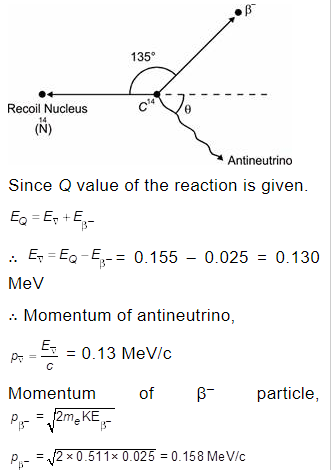 β⁻
135°
Recoil Nucleus
C¹⁴
θ
14
(N)
Antineutrino
Since Q value of the reaction is given.
E_Q = E_ν̄ + E_β−
∴ E_ν̄ = E_Q − E_β− = 0.155 − 0.025 = 0.130
MeV
∴ Momentum of antineutrino,
p_ν̄ = E_ν̄/c = 0.13 MeV/c
Momentum of β⁻ particle,
p_β− = √(2m_e KE_β−)
p_β− = √(2 × 0.511 × 0.025) = 0.158 MeV/c